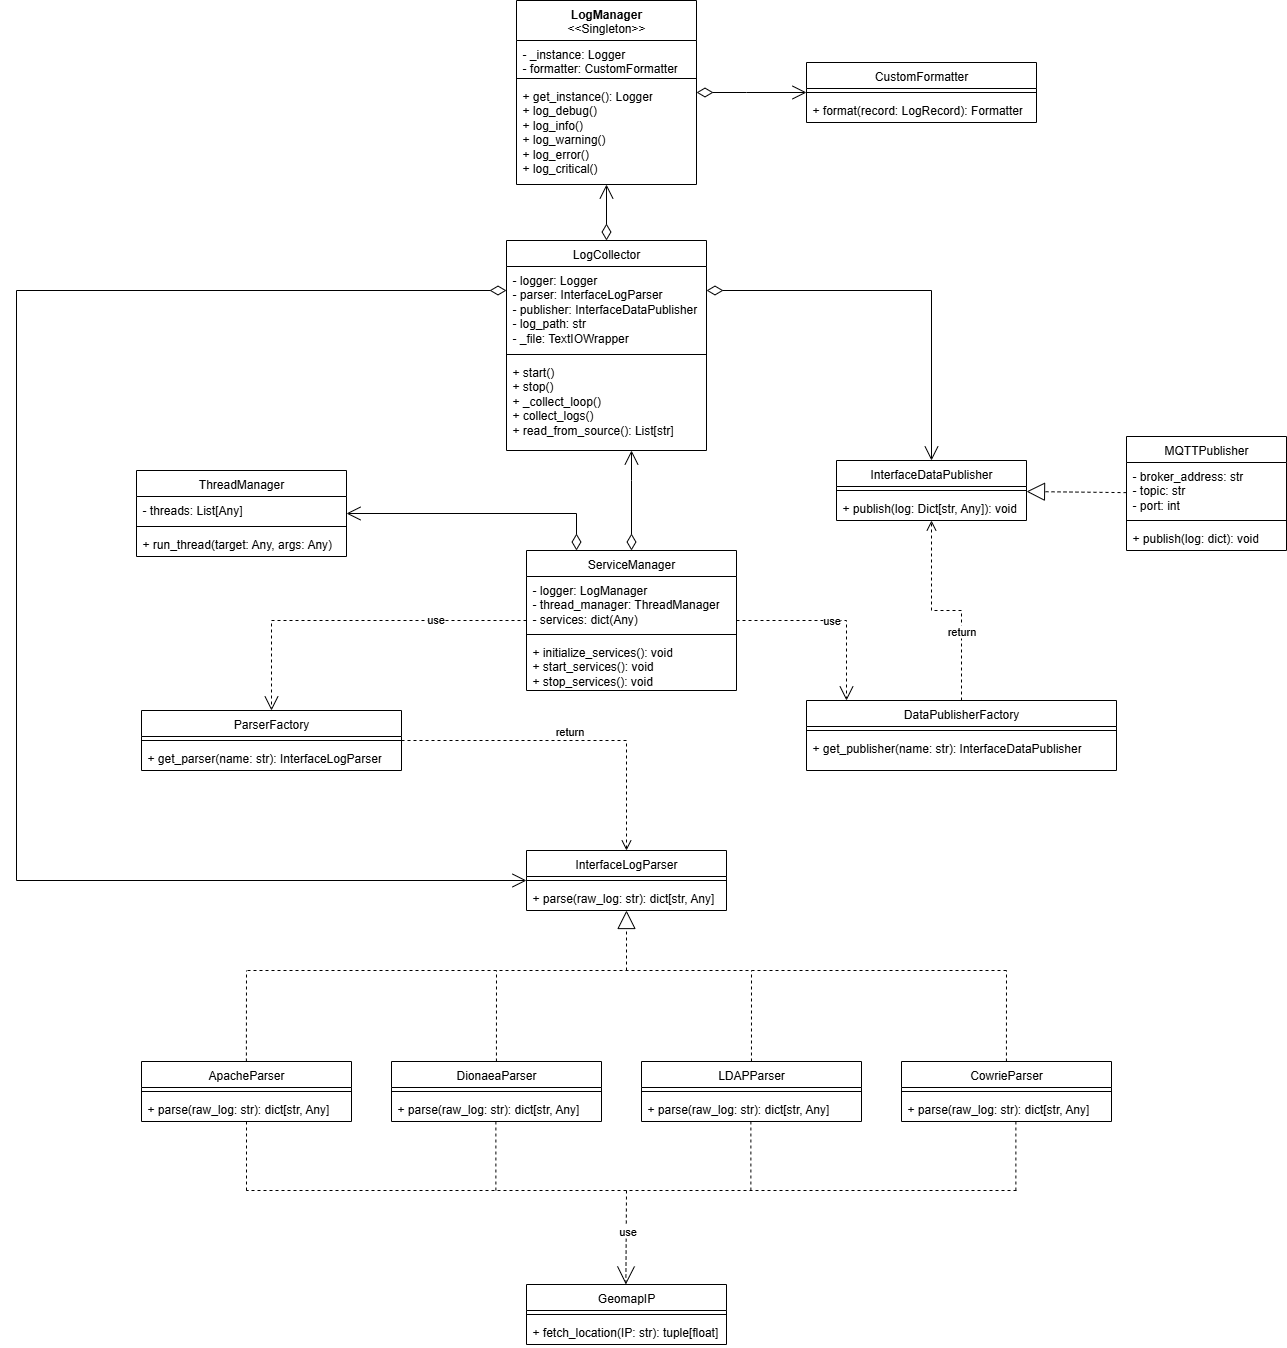 LogManager
<<Singleton>>
- _instance: Logger
- formatter: CustomFormatter
+ get_instance(): Logger
+ log_debug()
+ log_info()
+ log_warning()
+ log_error()
+ log_critical()
CustomFormatter
+ format(record: LogRecord): Formatter
LogCollector
- logger: Logger
- parser: InterfaceLogParser
- publisher: InterfaceDataPublisher
- log_path: str
- _file: TextIOWrapper
+ start()
+ stop()
+ _collect_loop()
+ collect_logs()
+ read_from_source(): List[str]
ThreadManager
- threads: List[Any]
+ run_thread(target: Any, args: Any)
InterfaceDataPublisher
+ publish(log: Dict[str, Any]): void
MQTTPublisher
- broker_address: str
- topic: str
- port: int
+ publish(log: dict): void
ServiceManager
- logger: LogManager
- thread_manager: ThreadManager
- services: dict(Any)
+ initialize_services(): void
+ start_services(): void
+ stop_services(): void
use
use
return
ParserFactory
+ get_parser(name: str): InterfaceLogParser
return
DataPublisherFactory
+ get_publisher(name: str): InterfaceDataPublisher
InterfaceLogParser
+ parse(raw_log: str): dict[str, Any]
ApacheParser
+ parse(raw_log: str): dict[str, Any]
DionaeaParser
+ parse(raw_log: str): dict[str, Any]
LDAPParser
+ parse(raw_log: str): dict[str, Any]
CowrieParser
+ parse(raw_log: str): dict[str, Any]
use
GeomapIP
+ fetch_location(IP: str): tuple[float]